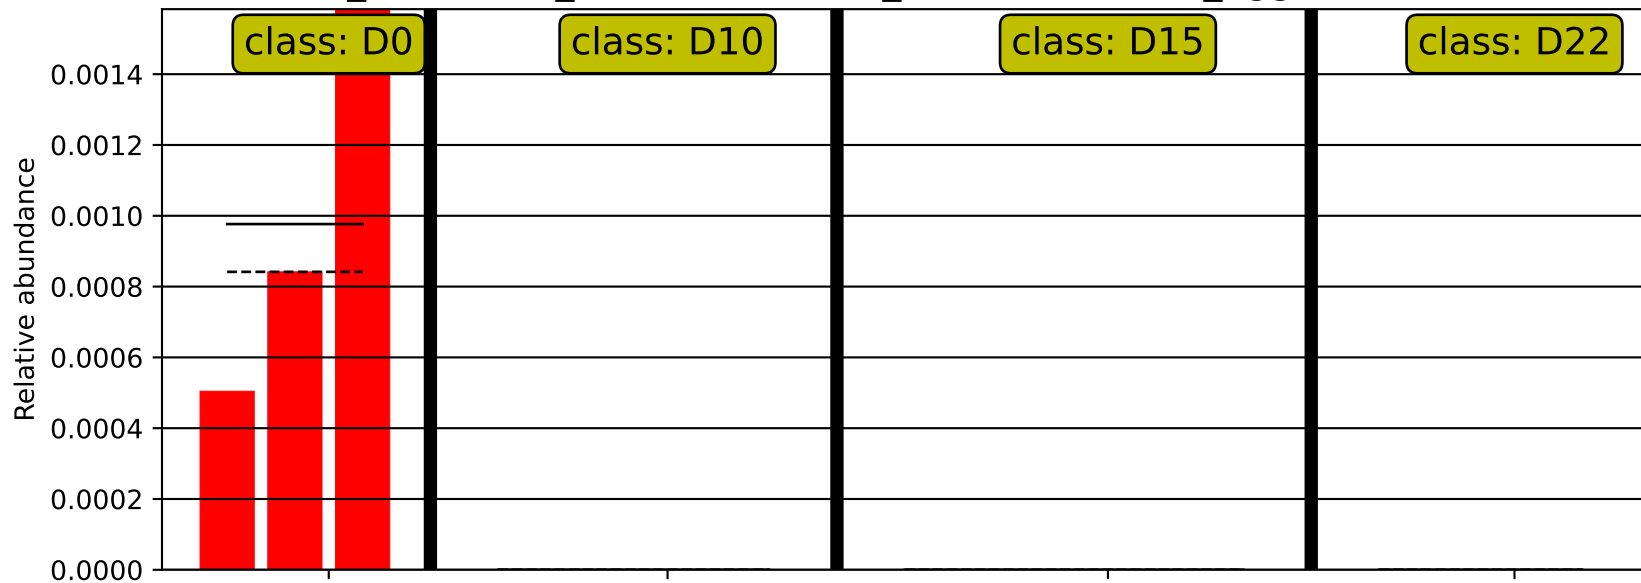 class: D0
class: D10
class: D15
class: D22
0.0014
0.0012
0.0010
0.0008
0.0006
0.0004
0.0002
0.0000
Relative abundance